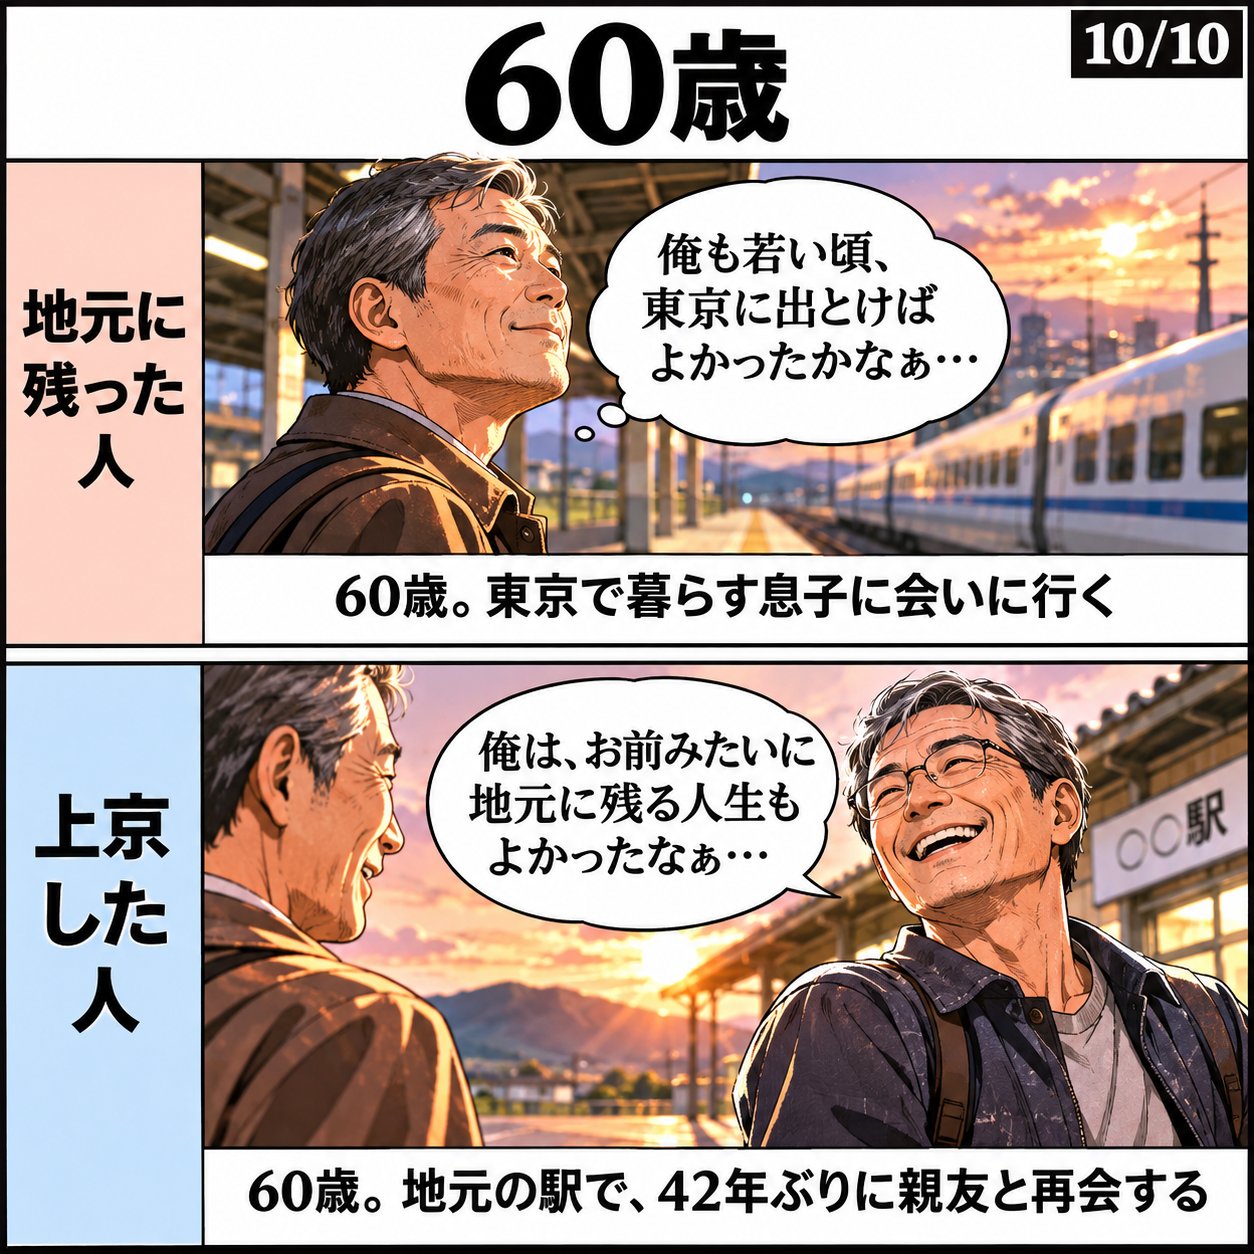 60歳
10/10
地元に
残った
人
俺も若い頃、
東京に出とけば
よかったかなぁ…
60歳。東京で暮らす息子に会いに行く
上京
した
人
俺は、お前みたいに
地元に残る人生も
よかったなぁ…
〇〇駅
60歳。地元の駅で、42年ぶりに親友と再会する